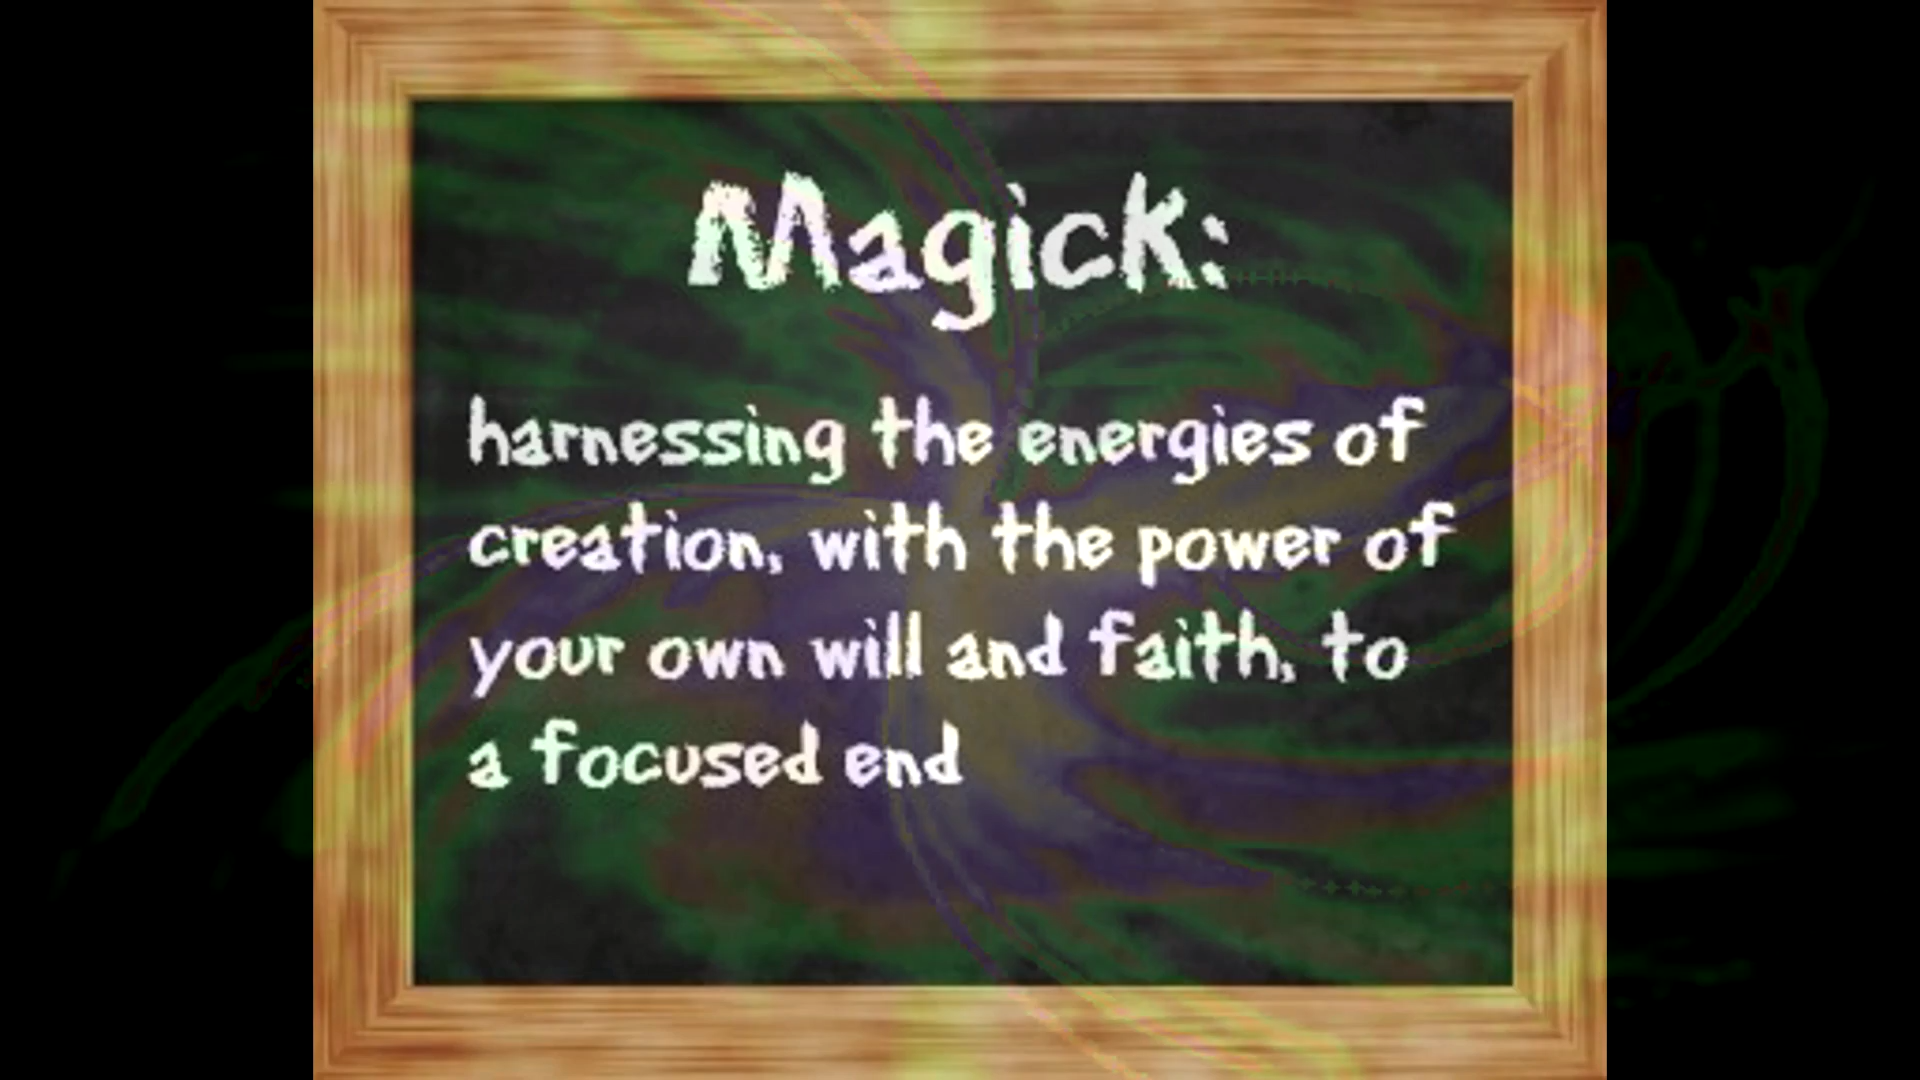 Magick:
harnessing the energies of
creation, with the power of
your own will and faith, to
a focused end